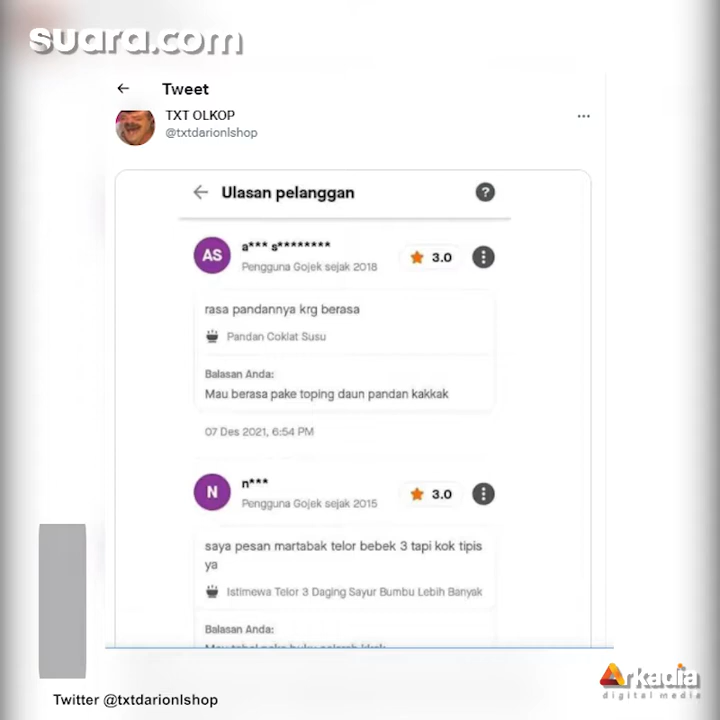 suara.com
Tweet
TXT OLKOP
@txtdarionlshop
Ulasan pelanggan
?
AS
a*** s********
Pengguna Gojek sejak 2018
3.0
rasa pandannya krg berasa
Pandan Coklat Susu
Balasan Anda:
Mau berasa pake toping daun pandan kakkak
07 Des 2021, 6:54 PM
N
n***
Pengguna Gojek sejak 2015
3.0
saya pesan martabak telor bebek 3 tapi kok tipis
ya
Istimewa Telor 3 Daging Sayur Bumbu Lebih Banyak
Balasan Anda:
Arkadia
digital media
Twitter @txtdarionlshop